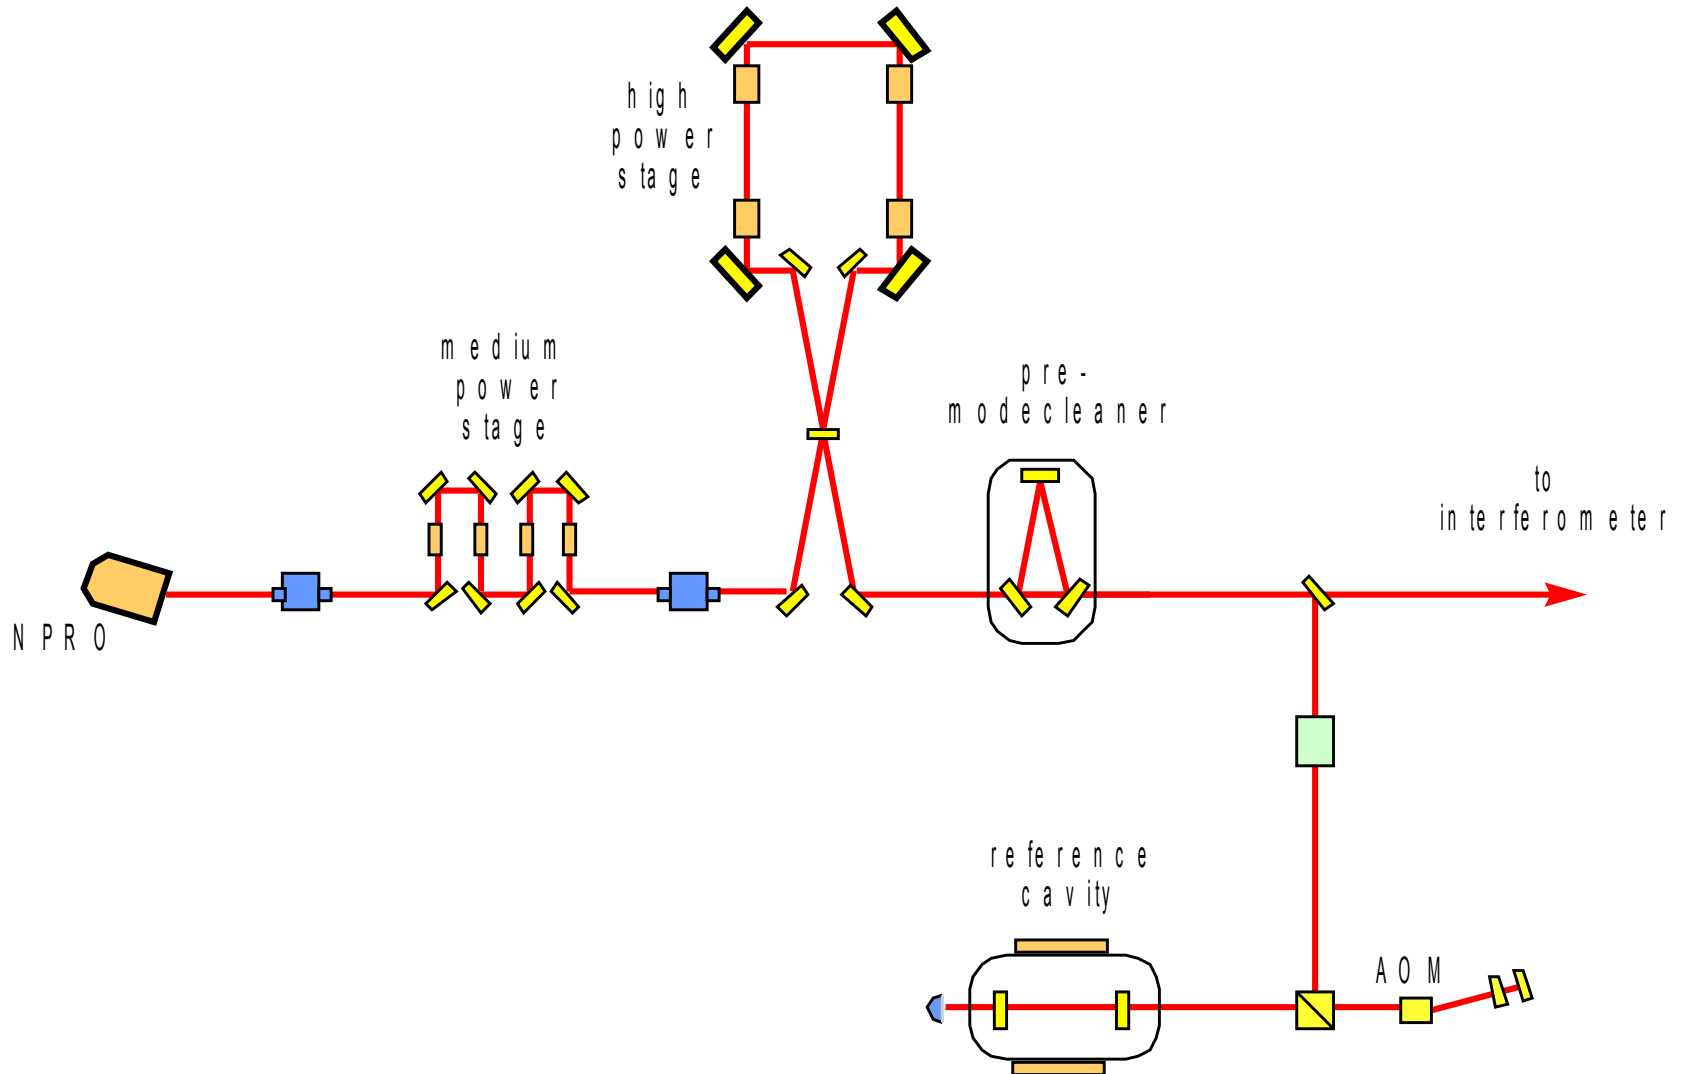 high
power
stage
medium
power
stage
pre-
modecleaner
to
interferometer
NPRO
reference
cavity
AOM